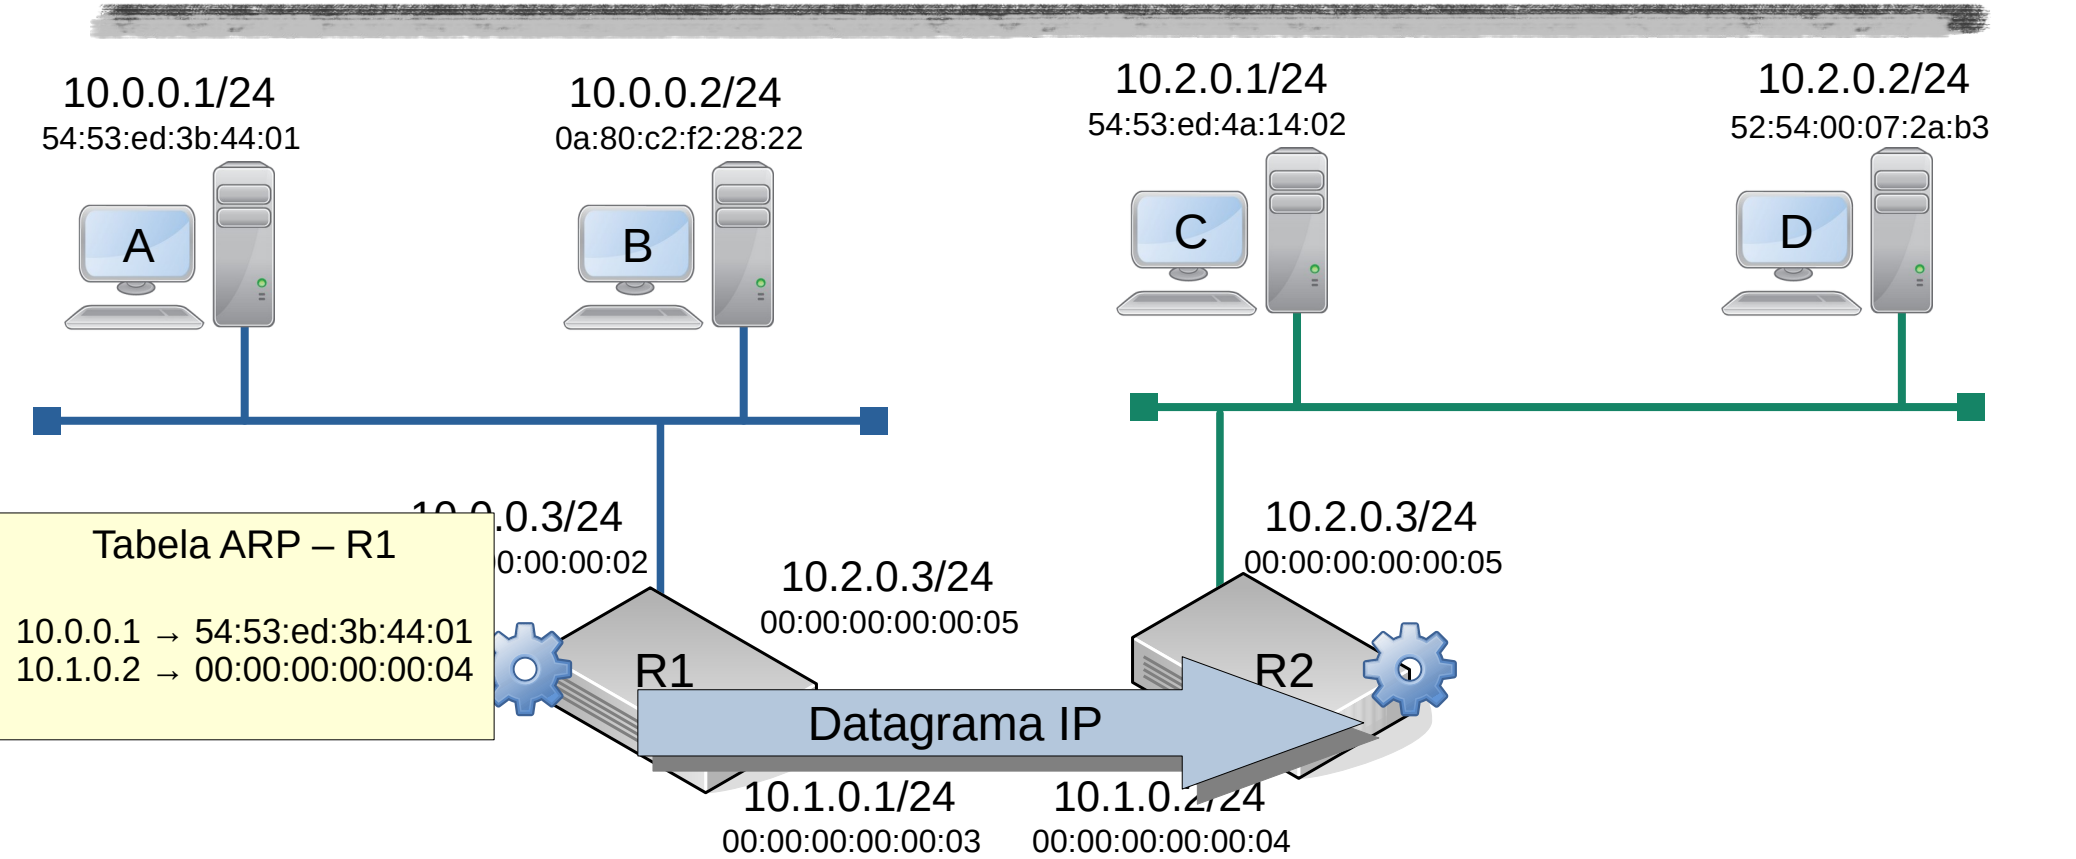 10.0.0.1/24
54:53:ed:3b:44:01
10.0.0.2/24
0a:80:c2:f2:28:22
10.2.0.1/24
54:53:ed:4a:14:02
10.2.0.2/24
52:54:00:07:2a:b3
A
B
C
D
.0.3/24
0:00:00:02
Tabela ARP – R1
10.0.0.1 → 54:53:ed:3b:44:01
10.1.0.2 → 00:00:00:00:00:04
10.2.0.3/24
00:00:00:00:00:05
10.2.0.3/24
00:00:00:00:00:05
R1
R2
Datagrama IP
10.1.0.1/24
00:00:00:00:00:03
10.1.0.2/24
00:00:00:00:00:04